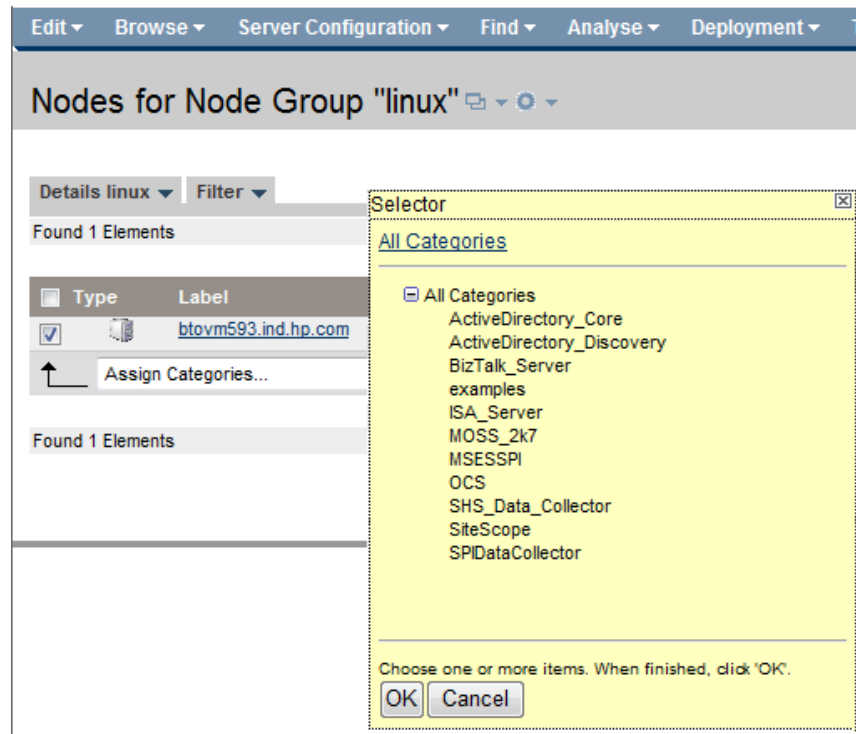 Edit Browse Server Configuration Find Analyse Deployment
Nodes for Node Group "linux"
Details linux Filter
Found 1 Elements
Type Label
btovm593.ind.hp.com
Assign Categories...
Found 1 Elements
Selector
All Categories
All Categories
ActiveDirectory_Core
ActiveDirectory_Discovery
BizTalk_Server
examples
ISA_Server
MOSS_2k7
MSESSPI
OCS
SHS_Data_Collector
SiteScope
SPIDataCollector
Choose one or more items. When finished, click 'OK'.
OK Cancel